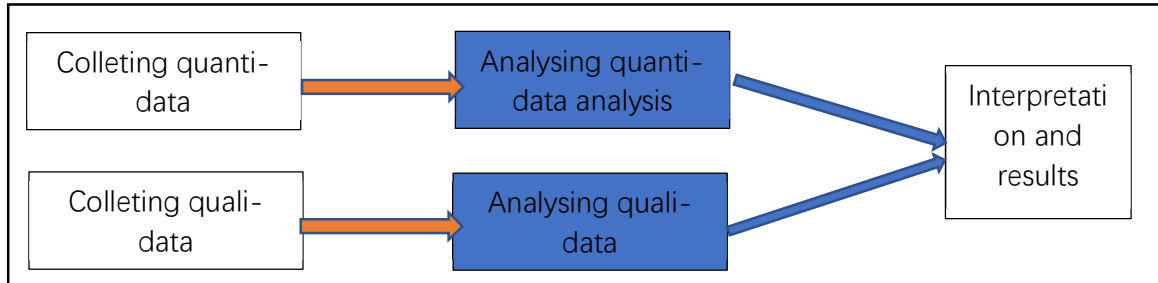 Colleting quanti-
data
Analysing quanti-
data analysis
Interpretati
on and
results
Colleting quali-
data
Analysing quali-
data